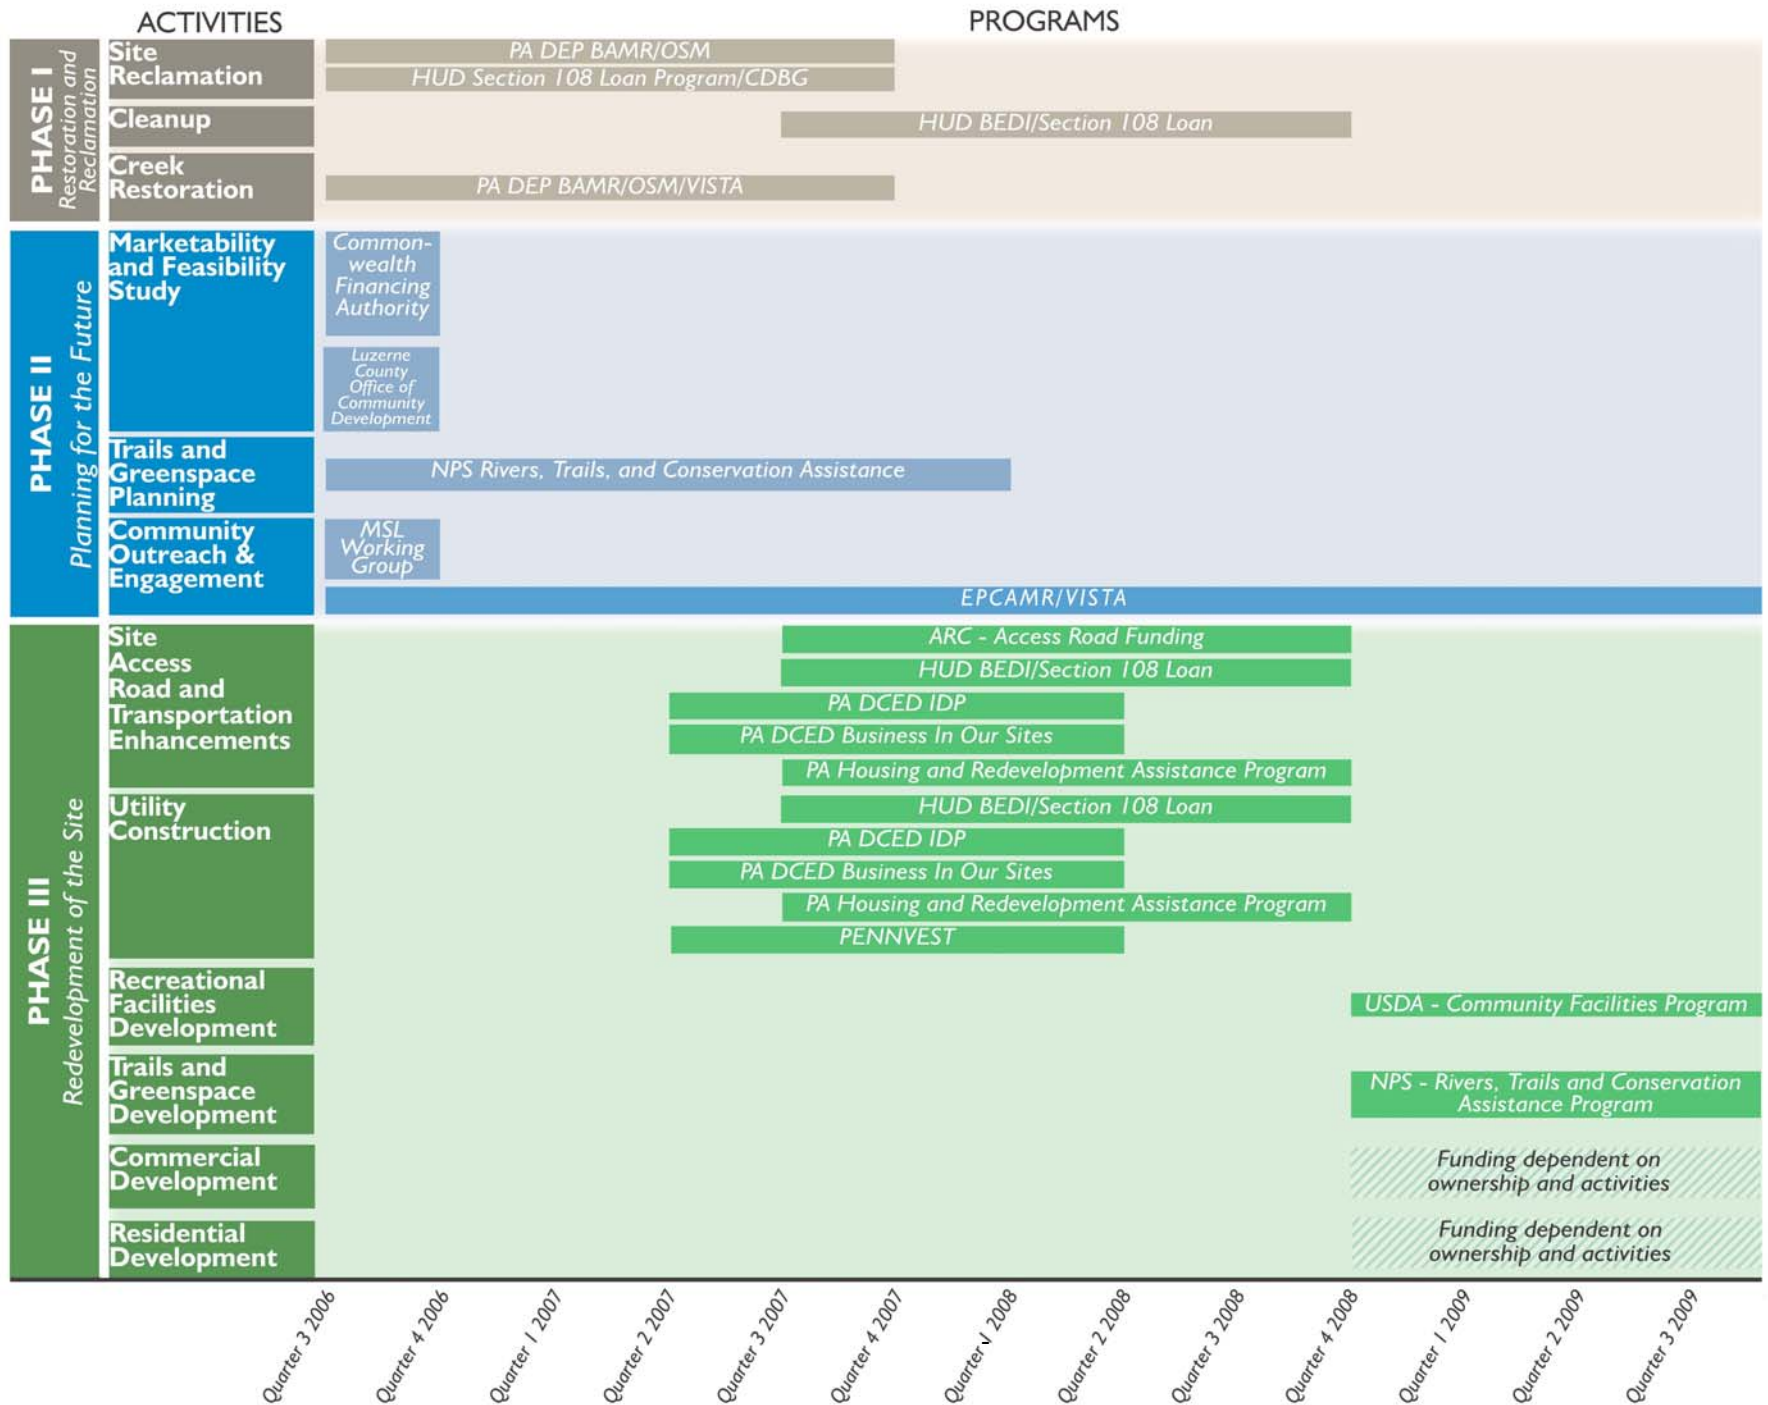 ACTIVITIES
PROGRAMS
PHASE I
Restoration and
Reclamation
Site
Reclamation
PA DEP BAMR/OSM
HUD Section 108 Loan Program/CDBG
Cleanup
HUD BEDI/Section 108 Loan
Creek
Restoration
PA DEP BAMR/OSM/VISTA
PHASE II
Planning for the Future
Marketability
and Feasibility
Study
Common-
wealth
Financing
Authority
Luzerne
County
Office of
Community
Development
Trails and
Greenspace
Planning
NPS Rivers, Trails, and Conservation Assistance
Community
Outreach &
Engagement
MSL
Working
Group
EPCAMR/VISTA
PHASE III
Redevelopment of the Site
Site
Access
Road and
Transportation
Enhancements
ARC - Access Road Funding
HUD BEDI/Section 108 Loan
PA DCED IDP
PA DCED Business In Our Sites
PA Housing and Redevelopment Assistance Program
Utility
Construction
HUD BEDI/Section 108 Loan
PA DCED IDP
PA DCED Business In Our Sites
PA Housing and Redevelopment Assistance Program
PENNVEST
Recreational
Facilities
Development
USDA - Community Facilities Program
Trails and
Greenspace
Development
NPS - Rivers, Trails and Conservation
Assistance Program
Commercial
Development
Funding dependent on
ownership and activities
Residential
Development
Funding dependent on
ownership and activities
Quarter 3 2006
Quarter 4 2006
Quarter 1 2007
Quarter 2 2007
Quarter 3 2007
Quarter 4 2007
Quarter 1 2008
Quarter 2 2008
Quarter 3 2008
Quarter 4 2008
Quarter 1 2009
Quarter 2 2009
Quarter 3 2009